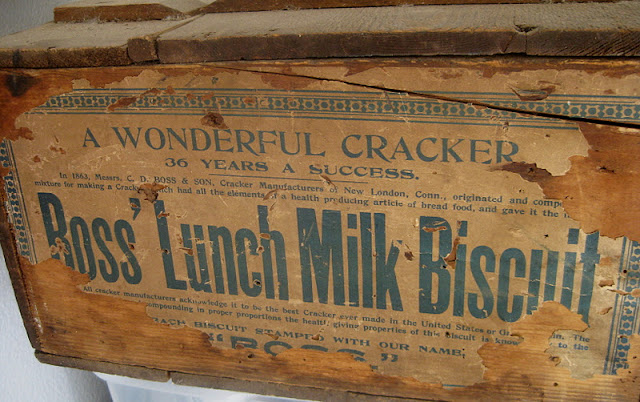 A WONDERFUL CRACKER
36 YEARS A SUCCESS.
In 1883, Messrs. C. D. BOSS & SON, Cracker Manufacturers of New London, Conn., originated and
mixture for making a Cracker which had all the elements of a health producing article of bread food, and gave it the
Boss' Lunch Milk Biscuit
All cracker manufacturers acknowledge it to be the best Cracker ever made in the United States or The
compounding in proper proportions the health giving properties of this biscuit is to the
EACH BISCUIT STAMPED WITH OUR NAME;
"BOSS"